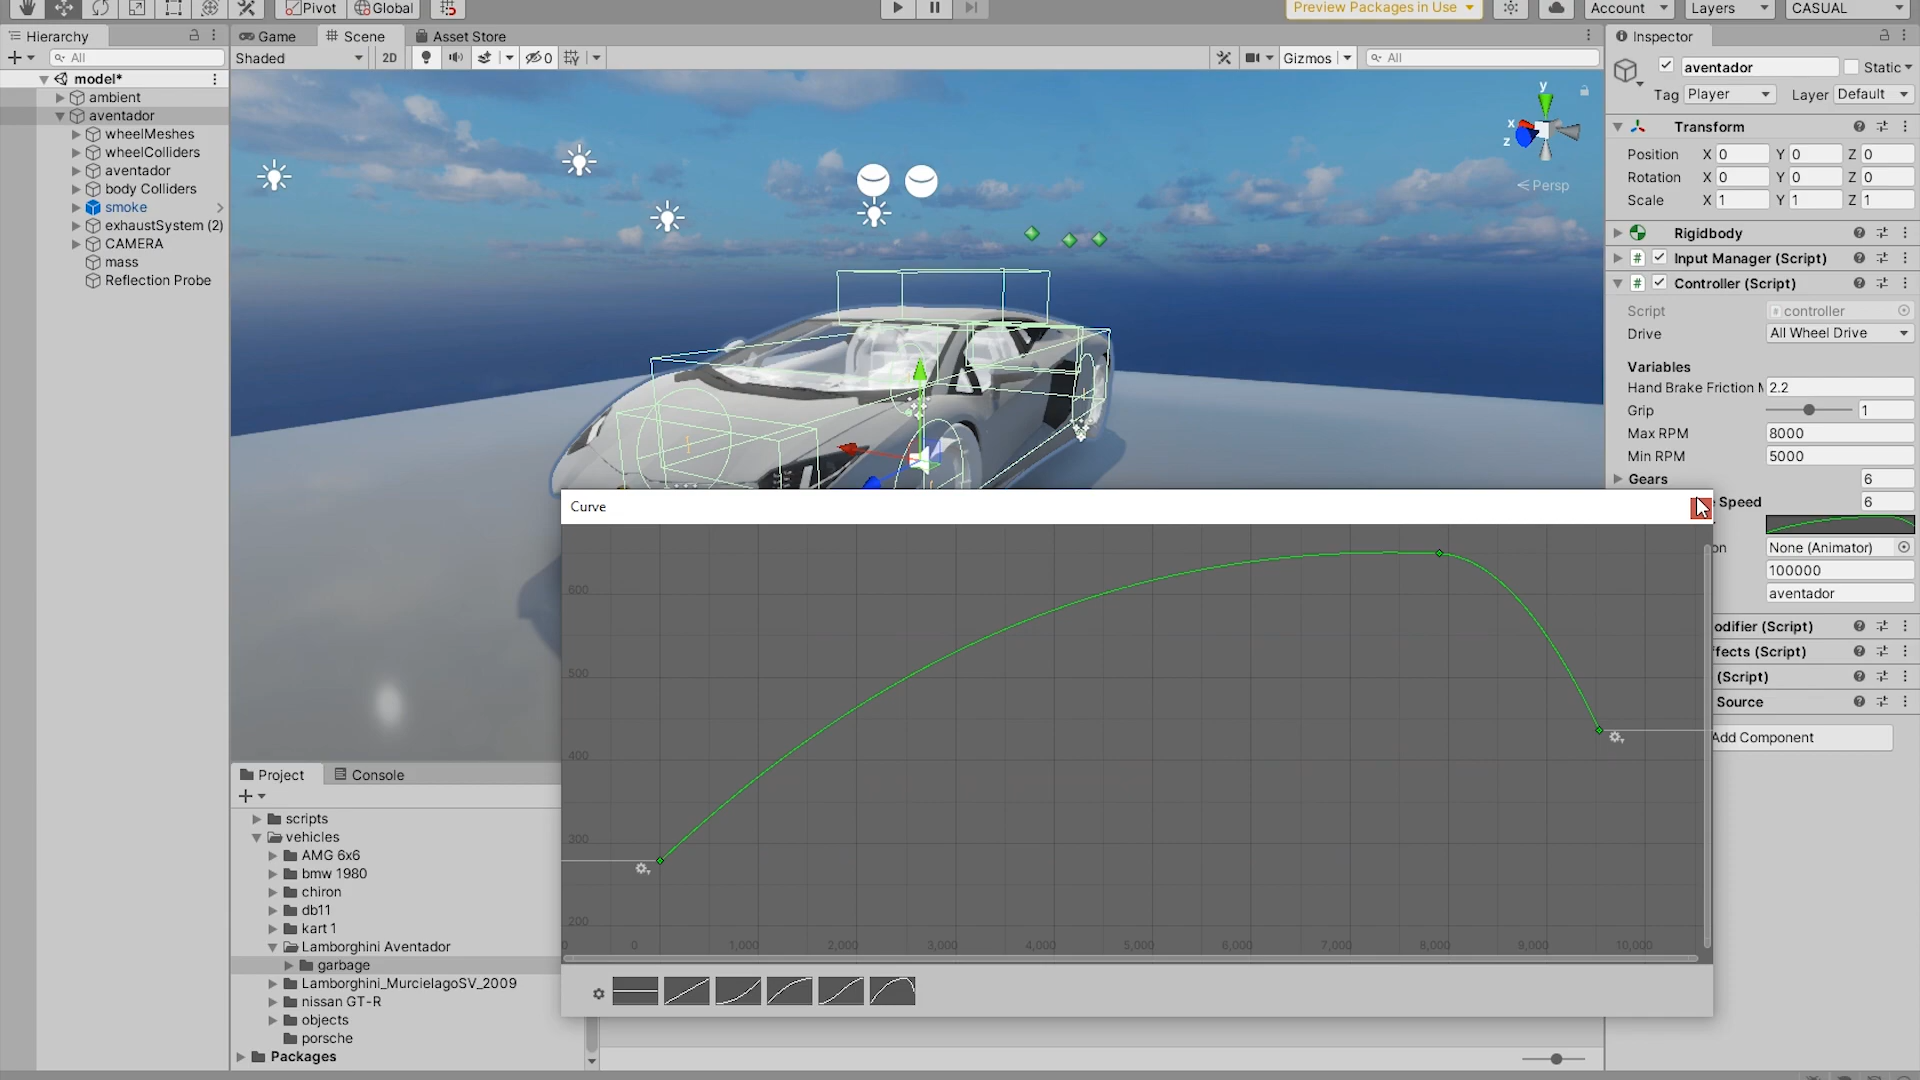 Pivot Global Preview Packages in Use Account Layers CASUAL
Hierarchy
All
model*
ambient
aventador
wheelMeshes
wheelColliders
aventador
body Colliders
smoke
exhaustSystem (2)
CAMERA
mass
Reflection Probe
Game Scene Asset Store
Shaded 2D 0 Gizmos All
y
x
z
Persp
Inspector
aventador Static
Tag Player Layer Default
Transform
Position X 0 Y 0 Z 0
Rotation X 0 Y 0 Z 0
Scale X 1 Y 1 Z 1
Rigidbody
# Input Manager (Script)
# Controller (Script)
Script controller
Drive All Wheel Drive
Variables
Hand Brake Friction M 2.2
Grip 1
Max RPM 8000
Min RPM 5000
Gears 6
e Speed 6
on None (Animator)
100000
aventador
odifier (Script)
ffects (Script)
(Script)
Source
Add Component
Curve
600
500
400
300
200
0 0 1,000 2,000 3,000 4,000 5,000 6,000 7,000 8,000 9,000 10,000
Project Console
scripts
vehicles
AMG 6x6
bmw 1980
chiron
db11
kart 1
Lamborghini Aventador
garbage
Lamborghini_MurcielagoSV_2009
nissan GT-R
objects
porsche
Packages